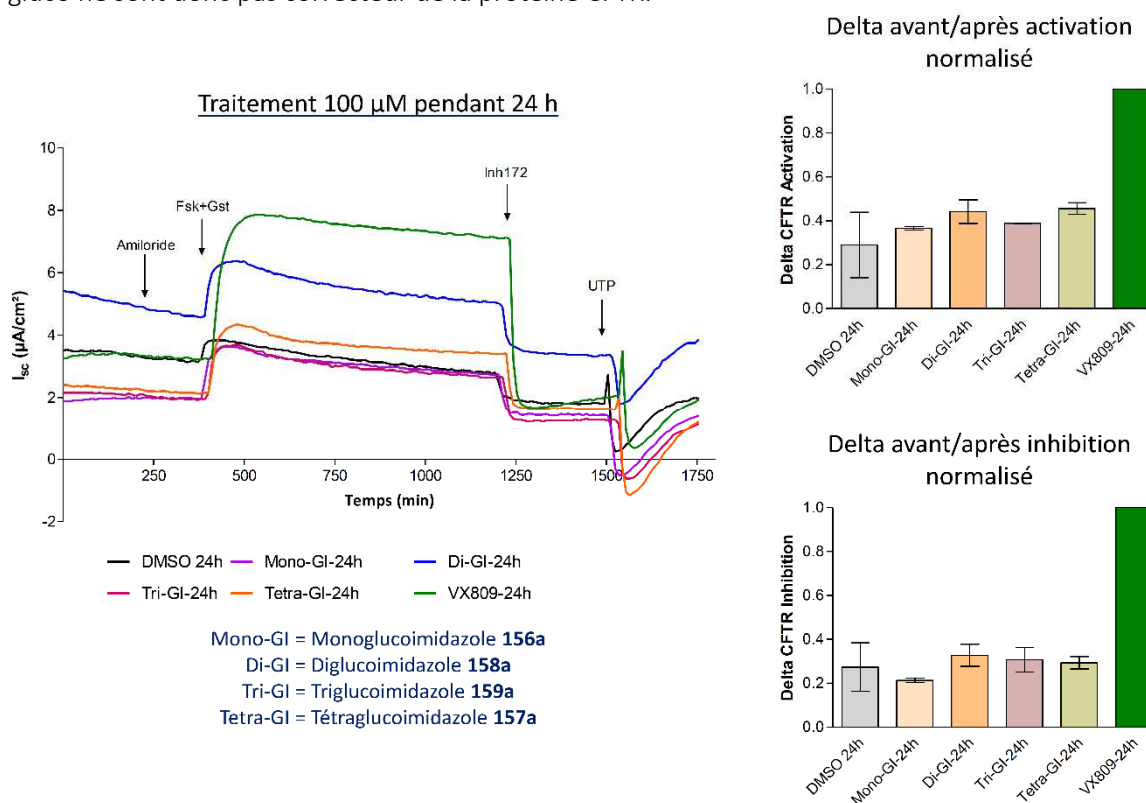 Delta avant/après activation
normalisé
Traitement 100 µM pendant 24 h
10
8
6
4
2
0
-2
Isc (µA/cm²)
Amiloride
Fsk+Gst
Inh172
UTP
250
500
750
1000
1250
1500
1750
Temps (min)
DMSO 24h
Mono-GI-24h
Di-GI-24h
Tri-GI-24h
Tetra-GI-24h
VX809-24h
Mono-GI = Monoglucoimidazole 156a
Di-GI = Diglucoimidazole 158a
Tri-GI = Triglucoimidazole 159a
Tetra-GI = Tétraglucoimidazole 157a
Delta CFTR Activation
1.0
0.8
0.6
0.4
0.2
0.0
DMSO 24h
Mono-GI-24h
Di-GI-24h
Tri-GI-24h
Tetra-GI-24h
VX809-24h
Delta avant/après inhibition
normalisé
Delta CFTR Inhibition
1.0
0.8
0.6
0.4
0.2
0.0
DMSO 24h
Mono-GI-24h
Di-GI-24h
Tri-GI-24h
Tetra-GI-24h
VX809-24h